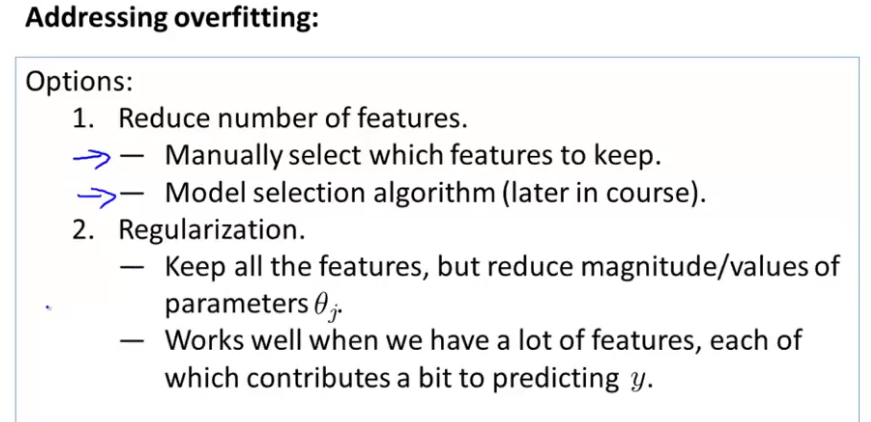 Addressing overfitting:
Options:
1. Reduce number of features.
— Manually select which features to keep.
— Model selection algorithm (later in course).
2. Regularization.
— Keep all the features, but reduce magnitude/values of
parameters θⱼ.
— Works well when we have a lot of features, each of
which contributes a bit to predicting y.